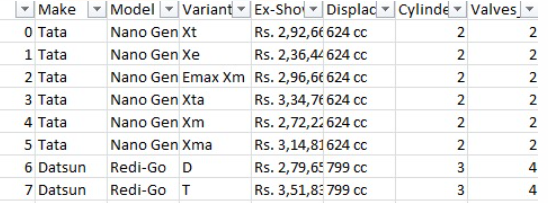 Make Model Variant Ex-Shov Displac Cylinde Valves_
0 Tata Nano Gen Xt Rs. 2,92,66 624 cc 2 2
1 Tata Nano Gen Xe Rs. 2,36,44 624 cc 2 2
2 Tata Nano Gen Emax Xm Rs. 2,96,66 624 cc 2 2
3 Tata Nano Gen Xta Rs. 3,34,76 624 cc 2 2
4 Tata Nano Gen Xm Rs. 2,72,22 624 cc 2 2
5 Tata Nano Gen Xma Rs. 3,14,81 624 cc 2 2
6 Datsun Redi-Go D Rs. 2,79,65 799 cc 3 4
7 Datsun Redi-Go T Rs. 3,51,83 799 cc 3 4